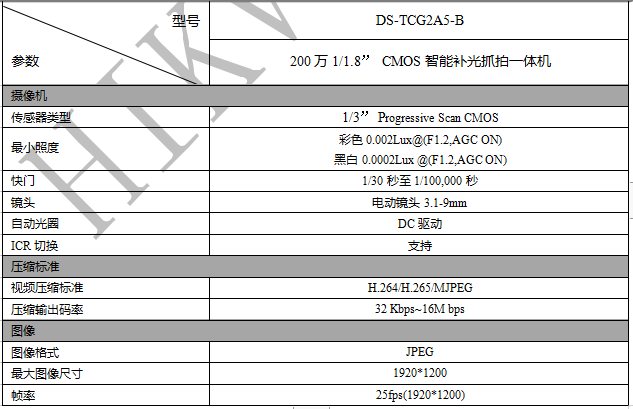 型号 DS-TCG2A5-B
参数 200 万 1/1.8” CMOS 智能补光抓拍一体机
摄像机
传感器类型 1/3” Progressive Scan CMOS
最小照度 彩色 0.002Lux@(F1.2,AGC ON)
黑白 0.0002Lux @(F1.2,AGC ON)
快门 1/30 秒至 1/100,000 秒
镜头 电动镜头 3.1-9mm
自动光圈 DC 驱动
ICR 切换 支持
压缩标准
视频压缩标准 H.264/H.265/MJPEG
压缩输出码率 32 Kbps~16M bps
图像
图像格式 JPEG
最大图像尺寸 1920*1200
帧率 25fps(1920*1200)
HIKV